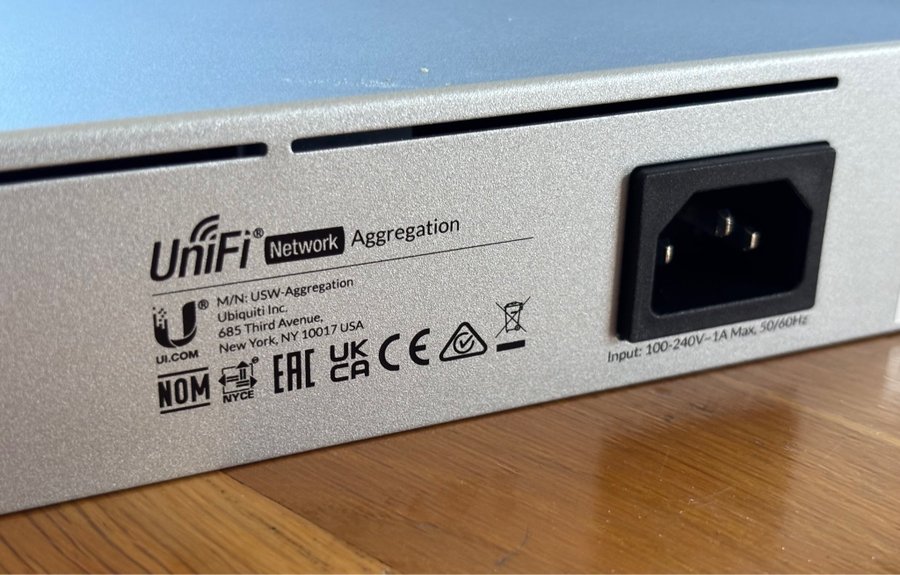 UniFi® Network Aggregation
M/N: USW-Aggregation
Ubiquiti Inc.
685 Third Avenue,
New York, NY 10017 USA
U®
UI.COM
NOM
NYCE
EAC
UK
CA
CE
Input: 100-240V~1A Max, 50/60Hz